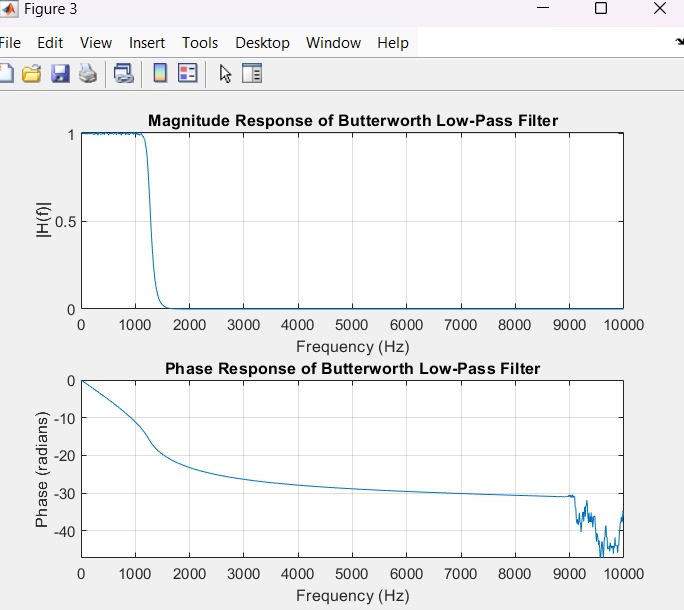 Figure 3
File Edit View Insert Tools Desktop Window Help
Magnitude Response of Butterworth Low-Pass Filter
|H(f)|
1
0.5
0
0 1000 2000 3000 4000 5000 6000 7000 8000 9000 10000
Frequency (Hz)
Phase Response of Butterworth Low-Pass Filter
Phase (radians)
0
-10
-20
-30
-40
0 1000 2000 3000 4000 5000 6000 7000 8000 9000 10000
Frequency (Hz)